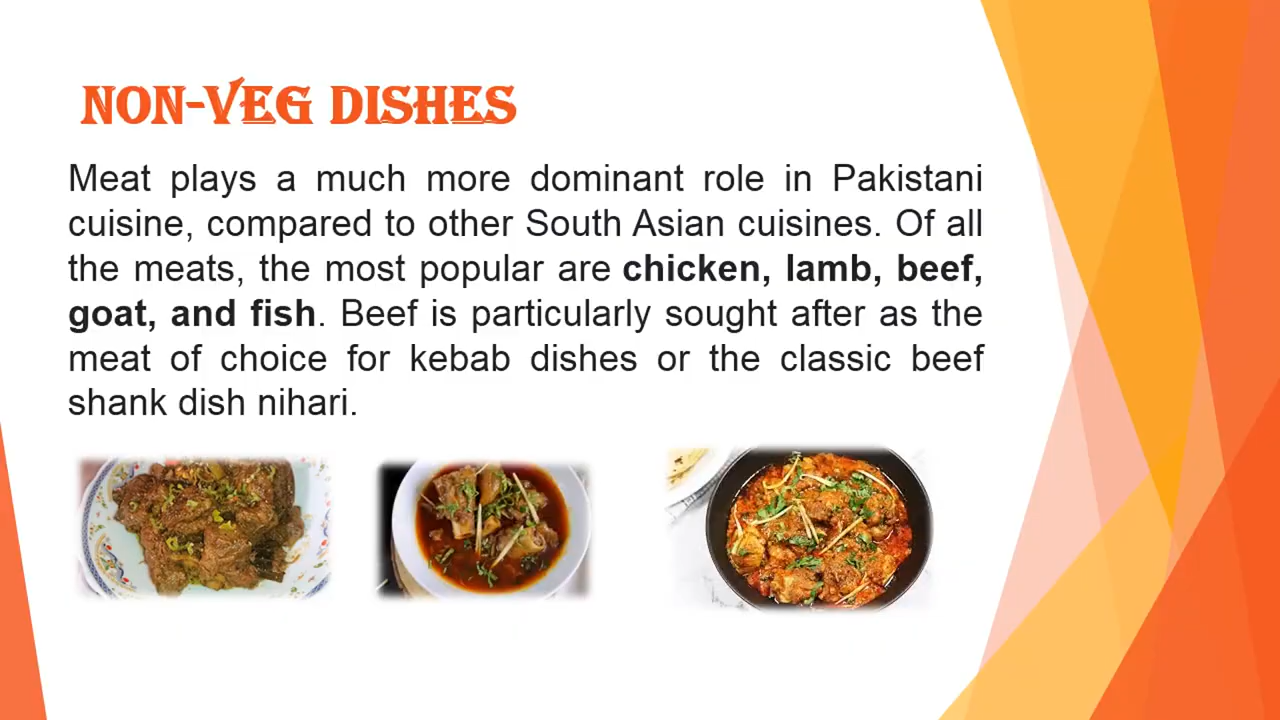 NON-VEG DISHES
Meat plays a much more dominant role in Pakistani
cuisine, compared to other South Asian cuisines. Of all
the meats, the most popular are chicken, lamb, beef,
goat, and fish. Beef is particularly sought after as the
meat of choice for kebab dishes or the classic beef
shank dish nihari.